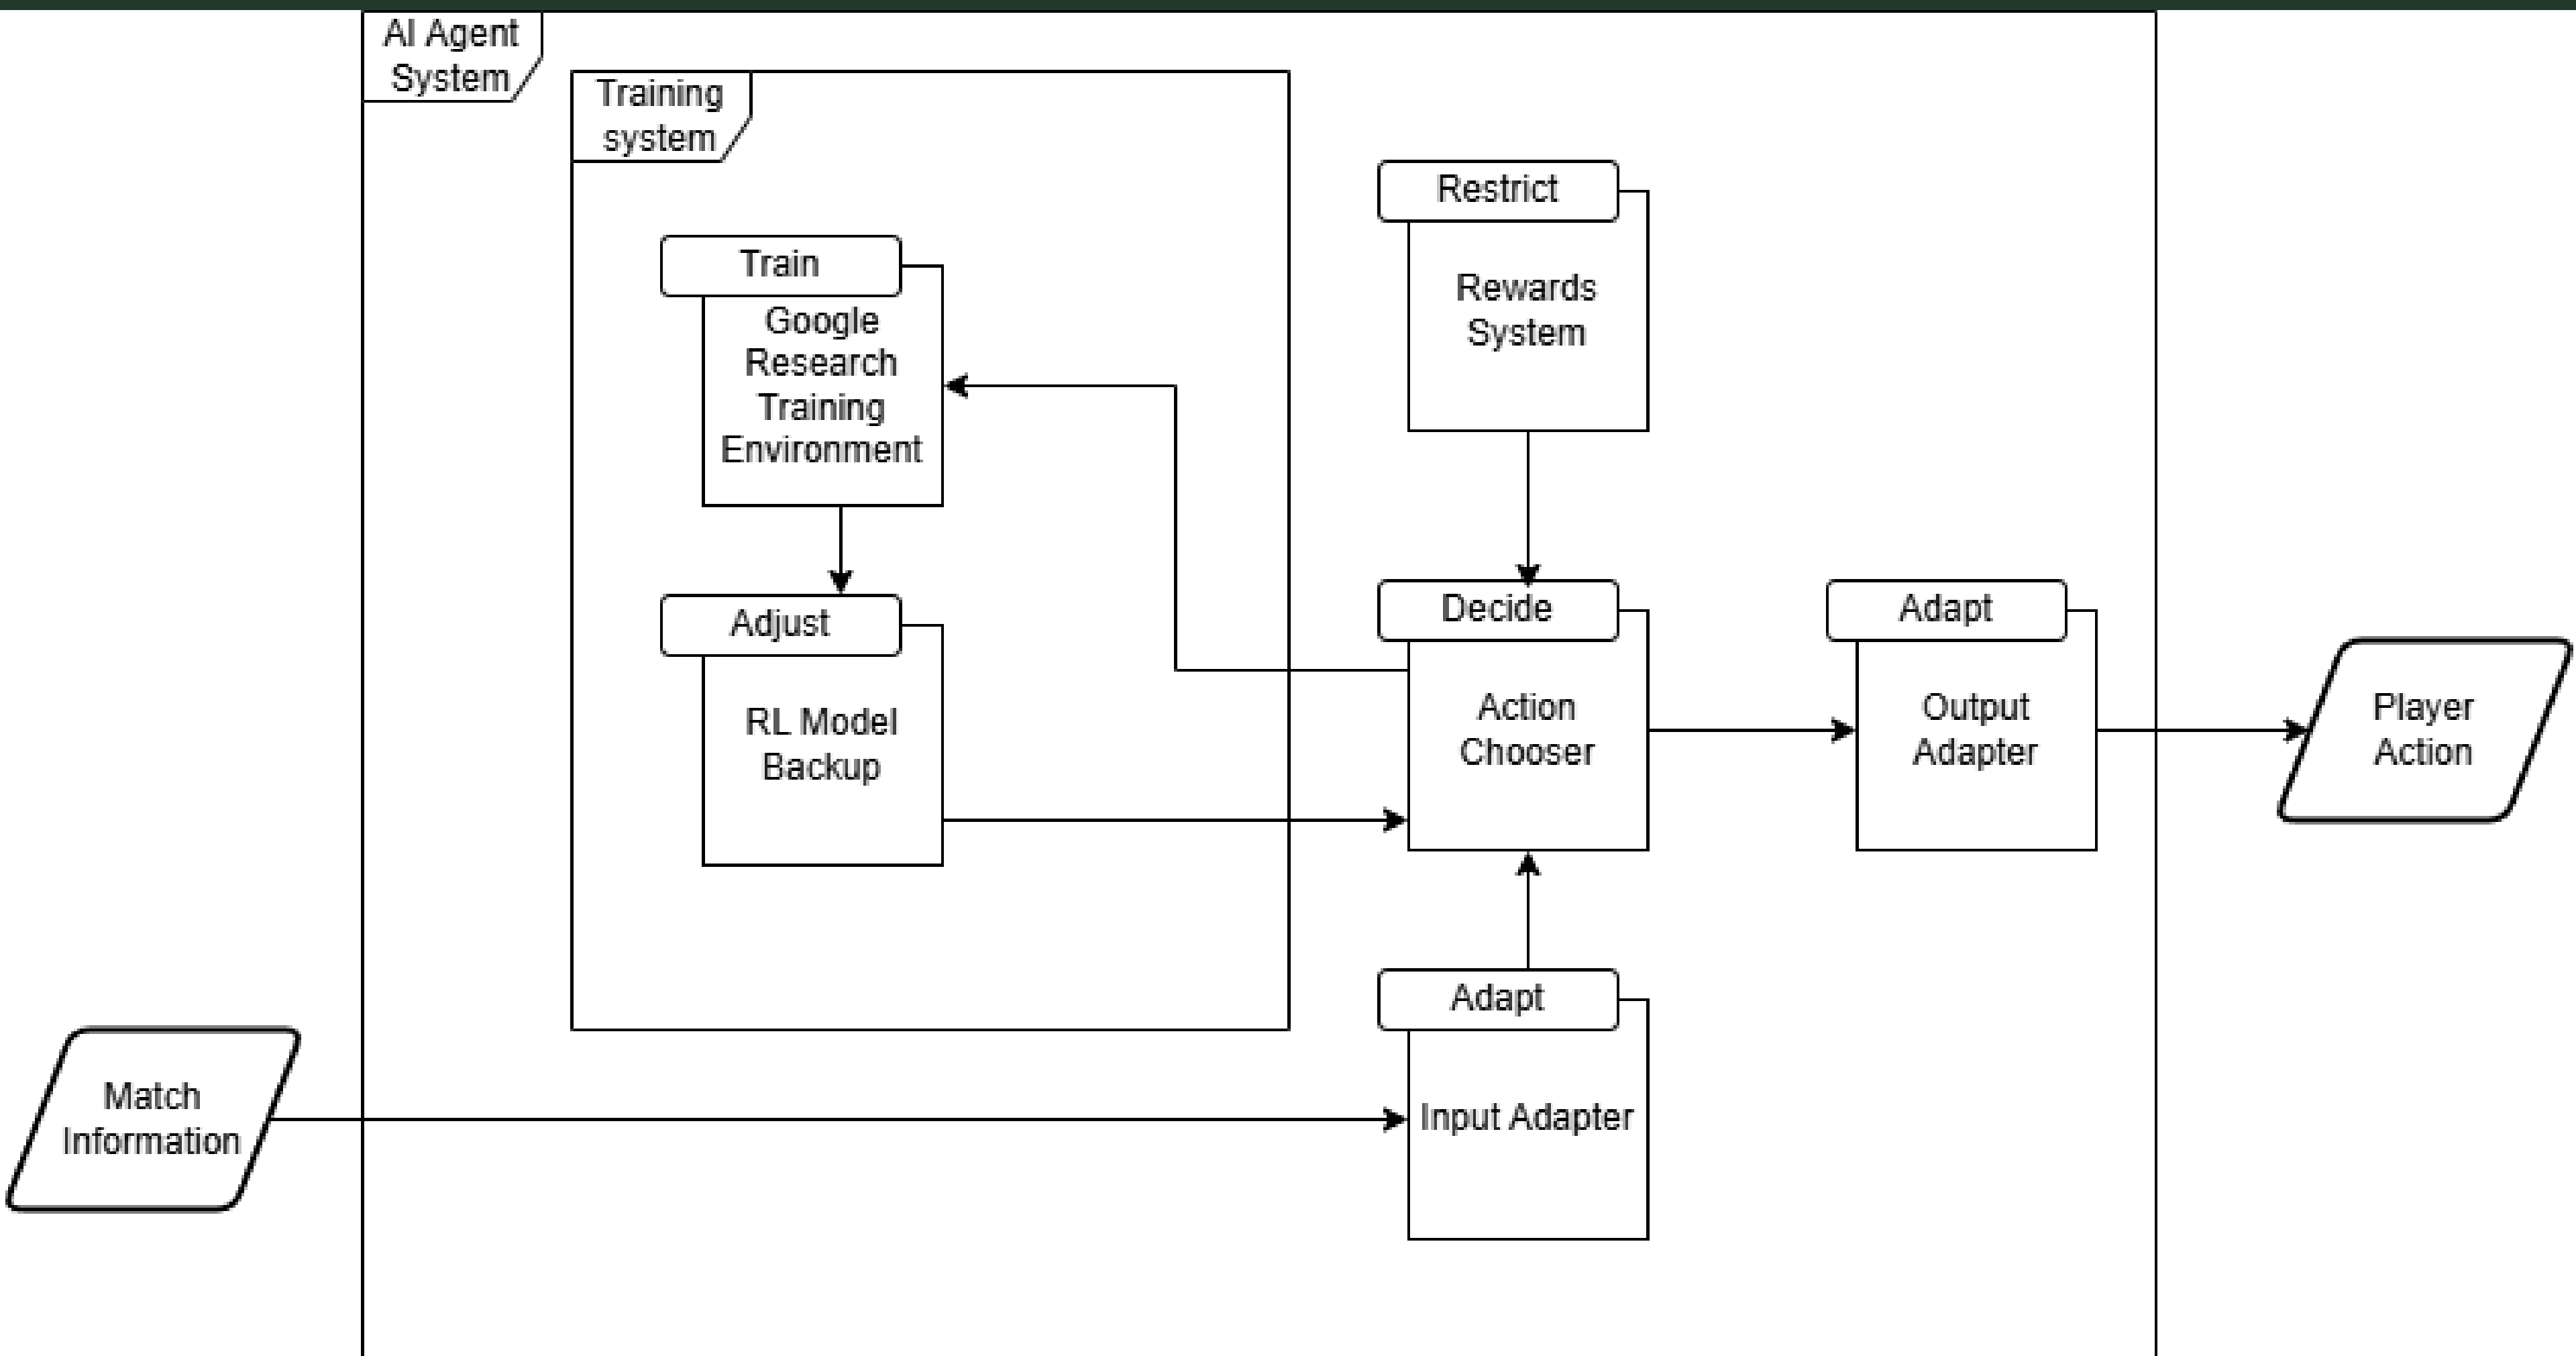 AI Agent
System
Training
system
Restrict
Rewards
System
Train
Google
Research
Training
Environment
Adjust
RL Model
Backup
Decide
Action
Chooser
Adapt
Output
Adapter
Player
Action
Adapt
Input Adapter
Match
Information